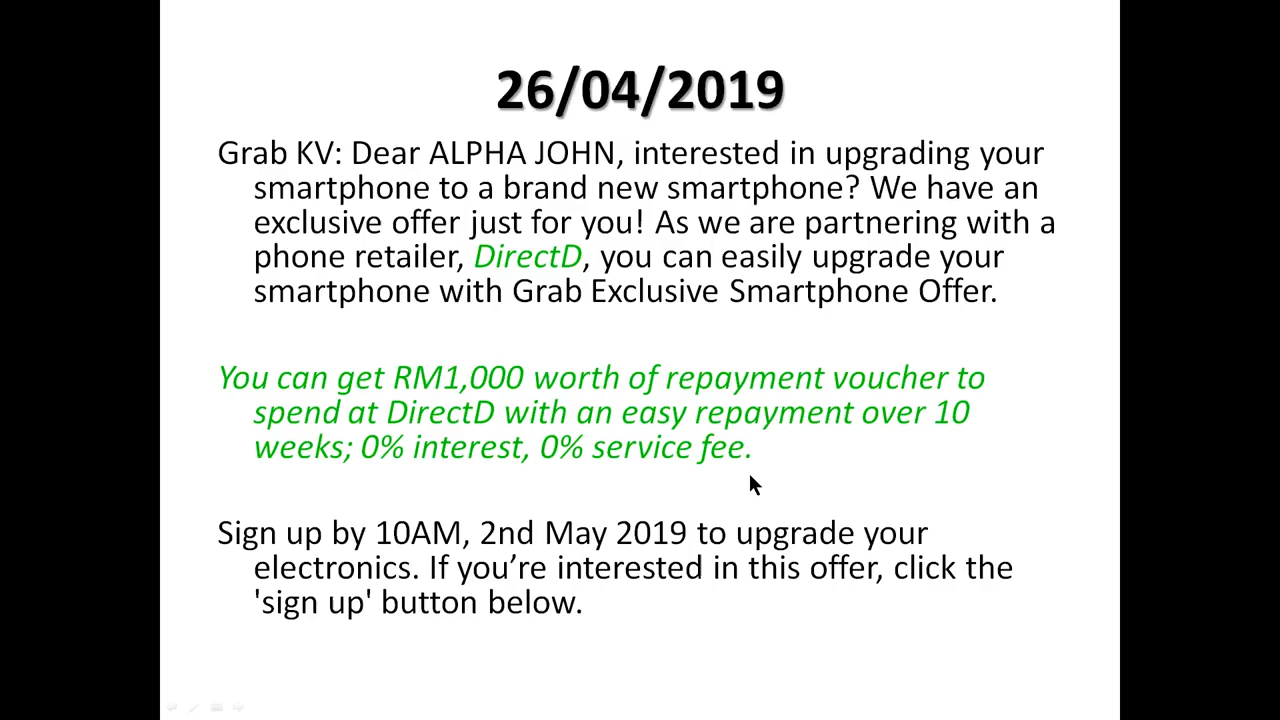 26/04/2019
Grab KV: Dear ALPHA JOHN, interested in upgrading your
smartphone to a brand new smartphone? We have an
exclusive offer just for you! As we are partnering with a
phone retailer, DirectD, you can easily upgrade your
smartphone with Grab Exclusive Smartphone Offer.
You can get RM1,000 worth of repayment voucher to
spend at DirectD with an easy repayment over 10
weeks; 0% interest, 0% service fee.
Sign up by 10AM, 2nd May 2019 to upgrade your
electronics. If you’re interested in this offer, click the
'sign up' button below.